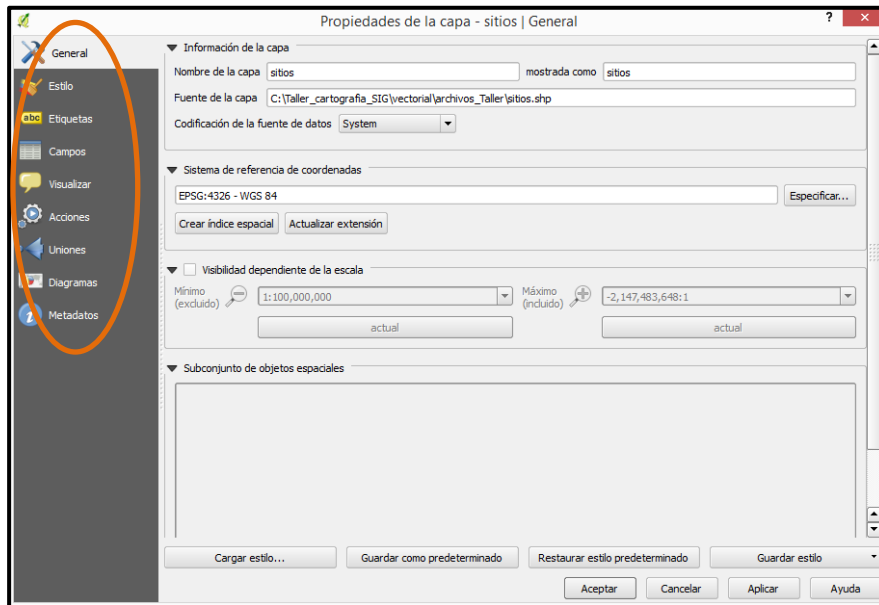 Propiedades de la capa - sitios | General
?
General
Estilo
abc Etiquetas
Campos
Visualizar
Acciones
Uniones
Diagramas
i Metadatos
Información de la capa
Nombre de la capa sitios mostrada como sitios
Fuente de la capa C:\Taller_cartografia_SIG\vectorial\archivos_Taller\sitios.shp
Codificación de la fuente de datos System
Sistema de referencia de coordenadas
EPSG:4326 - WGS 84 Especificar...
Crear índice espacial Actualizar extensión
Visibilidad dependiente de la escala
Mínimo (excluido) 1:100,000,000 Máximo (incluido) -2,147,483,648:1
actual actual
Subconjunto de objetos espaciales
Cargar estilo... Guardar como predeterminado Restaurar estilo predeterminado Guardar estilo
Aceptar Cancelar Aplicar Ayuda